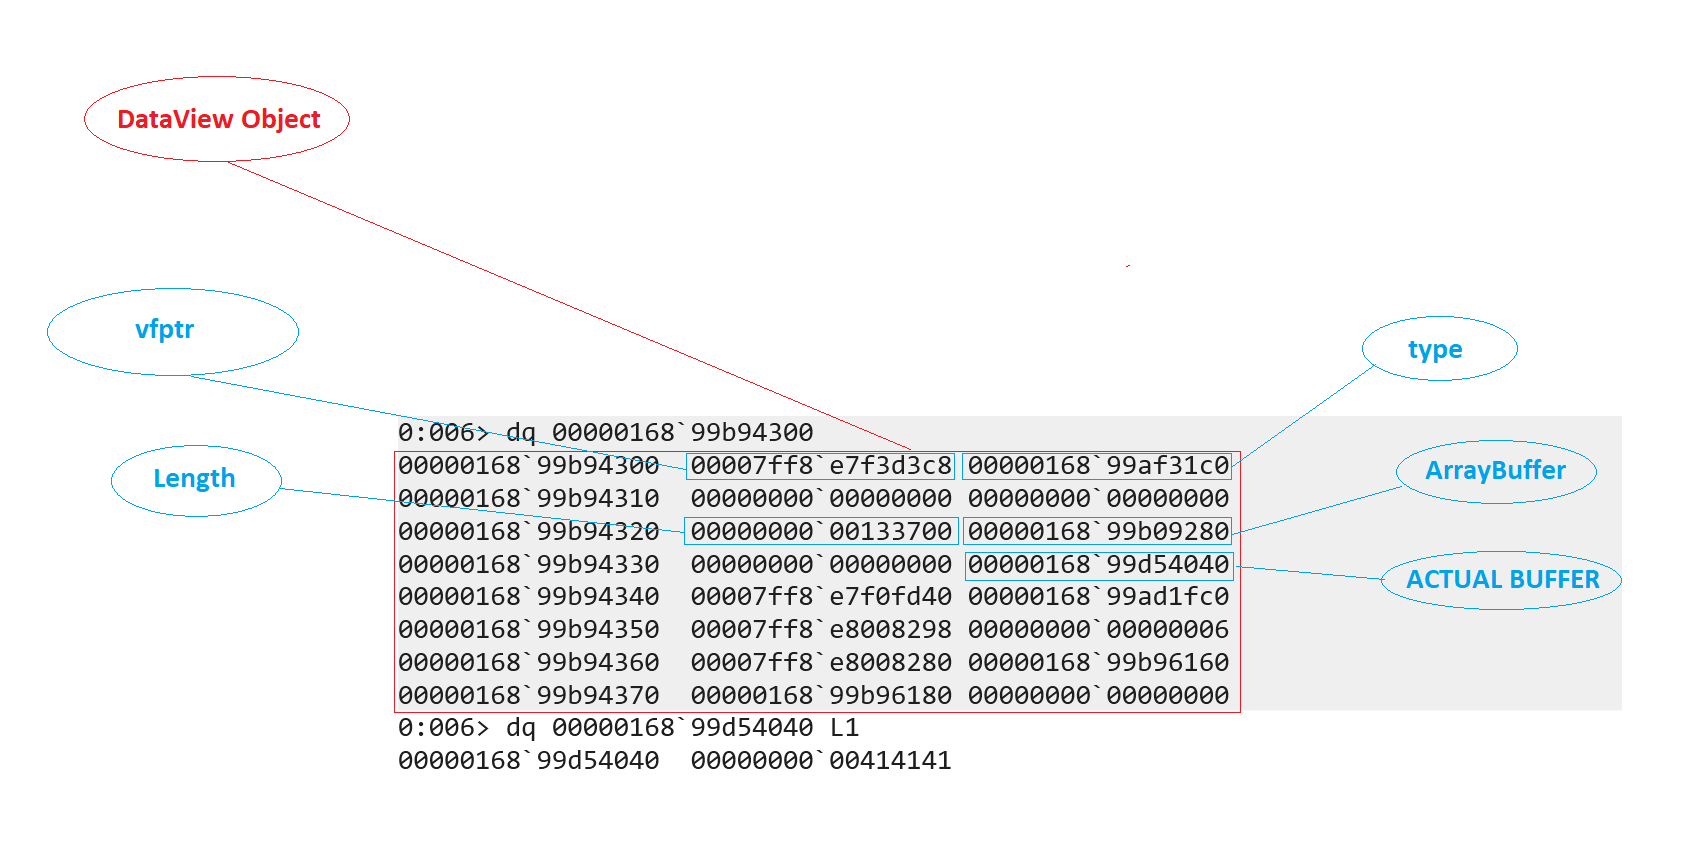 DataView Object
vfptr
type
Length
ArrayBuffer
ACTUAL BUFFER
0:006> dq 00000168`99b94300
00000168`99b94300  00007ff8`e7f3d3c8 00000168`99af31c0
00000168`99b94310  00000000`00000000 00000000`00000000
00000168`99b94320  00000000`00133700 00000168`99b09280
00000168`99b94330  00000000`00000000 00000168`99d54040
00000168`99b94340  00007ff8`e7f0fd40 00000168`99ad1fc0
00000168`99b94350  00007ff8`e8008298 00000000`00000006
00000168`99b94360  00007ff8`e8008280 00000168`99b96160
00000168`99b94370  00000168`99b96180 00000000`00000000
0:006> dq 00000168`99d54040 L1
00000168`99d54040  00000000`00414141